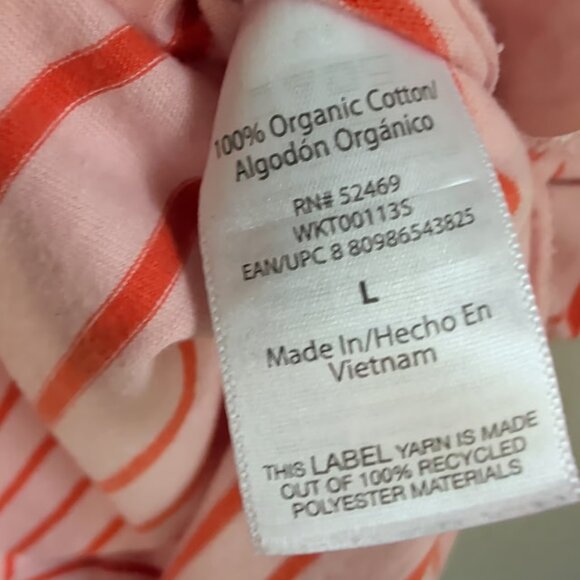 100% Organic Cotton/
Algodón Orgánico
RN# 52469
WKT00113S
EAN/UPC 8 80986543825
L
Made In/Hecho En
Vietnam
THIS LABEL YARN IS MADE
OUT OF 100% RECYCLED
POLYESTER MATERIALS